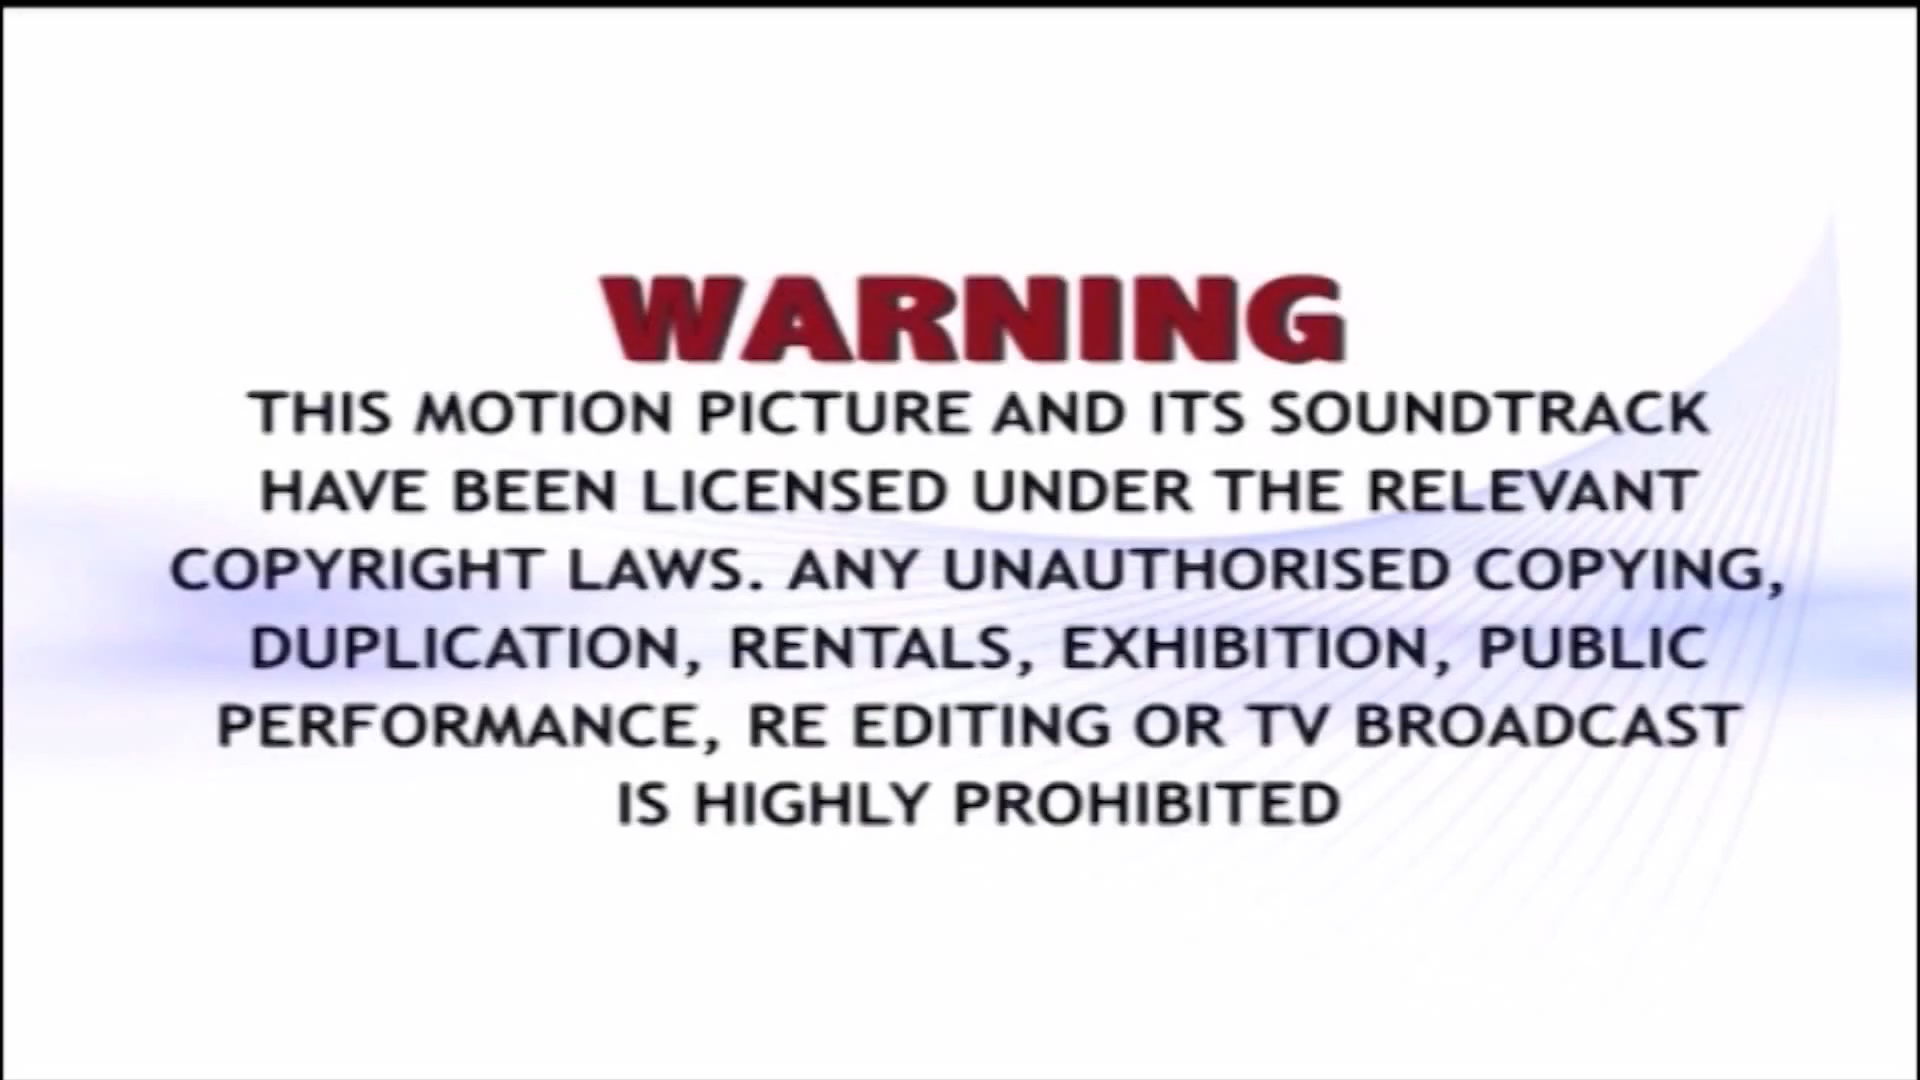 WARNING
THIS MOTION PICTURE AND ITS SOUNDTRACK
HAVE BEEN LICENSED UNDER THE RELEVANT
COPYRIGHT LAWS. ANY UNAUTHORISED COPYING,
DUPLICATION, RENTALS, EXHIBITION, PUBLIC
PERFORMANCE, RE EDITING OR TV BROADCAST
IS HIGHLY PROHIBITED